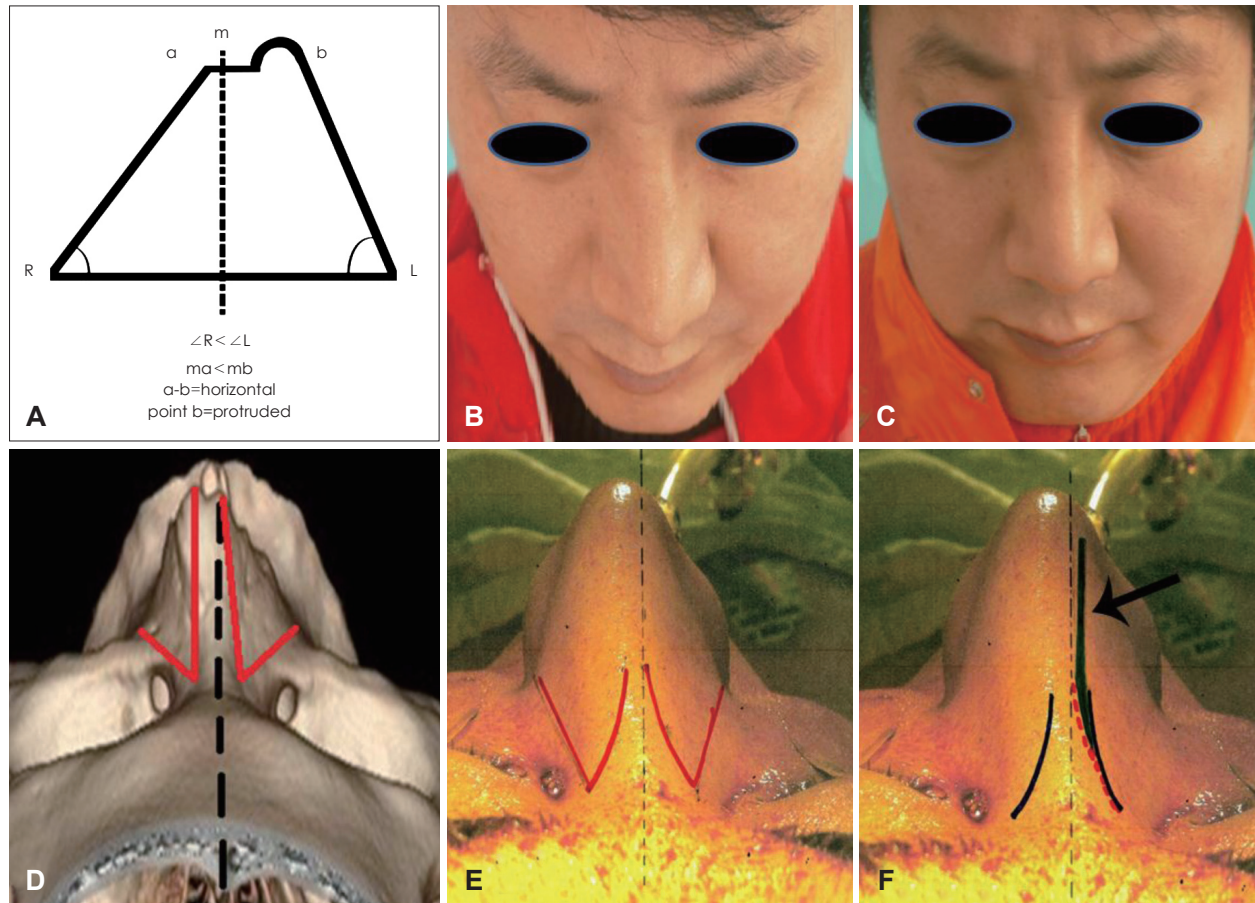 m
a
b
R
L
∠R<∠L
ma<mb
a-b=horizontal
point b=protruded
A
B
C
D
E
F